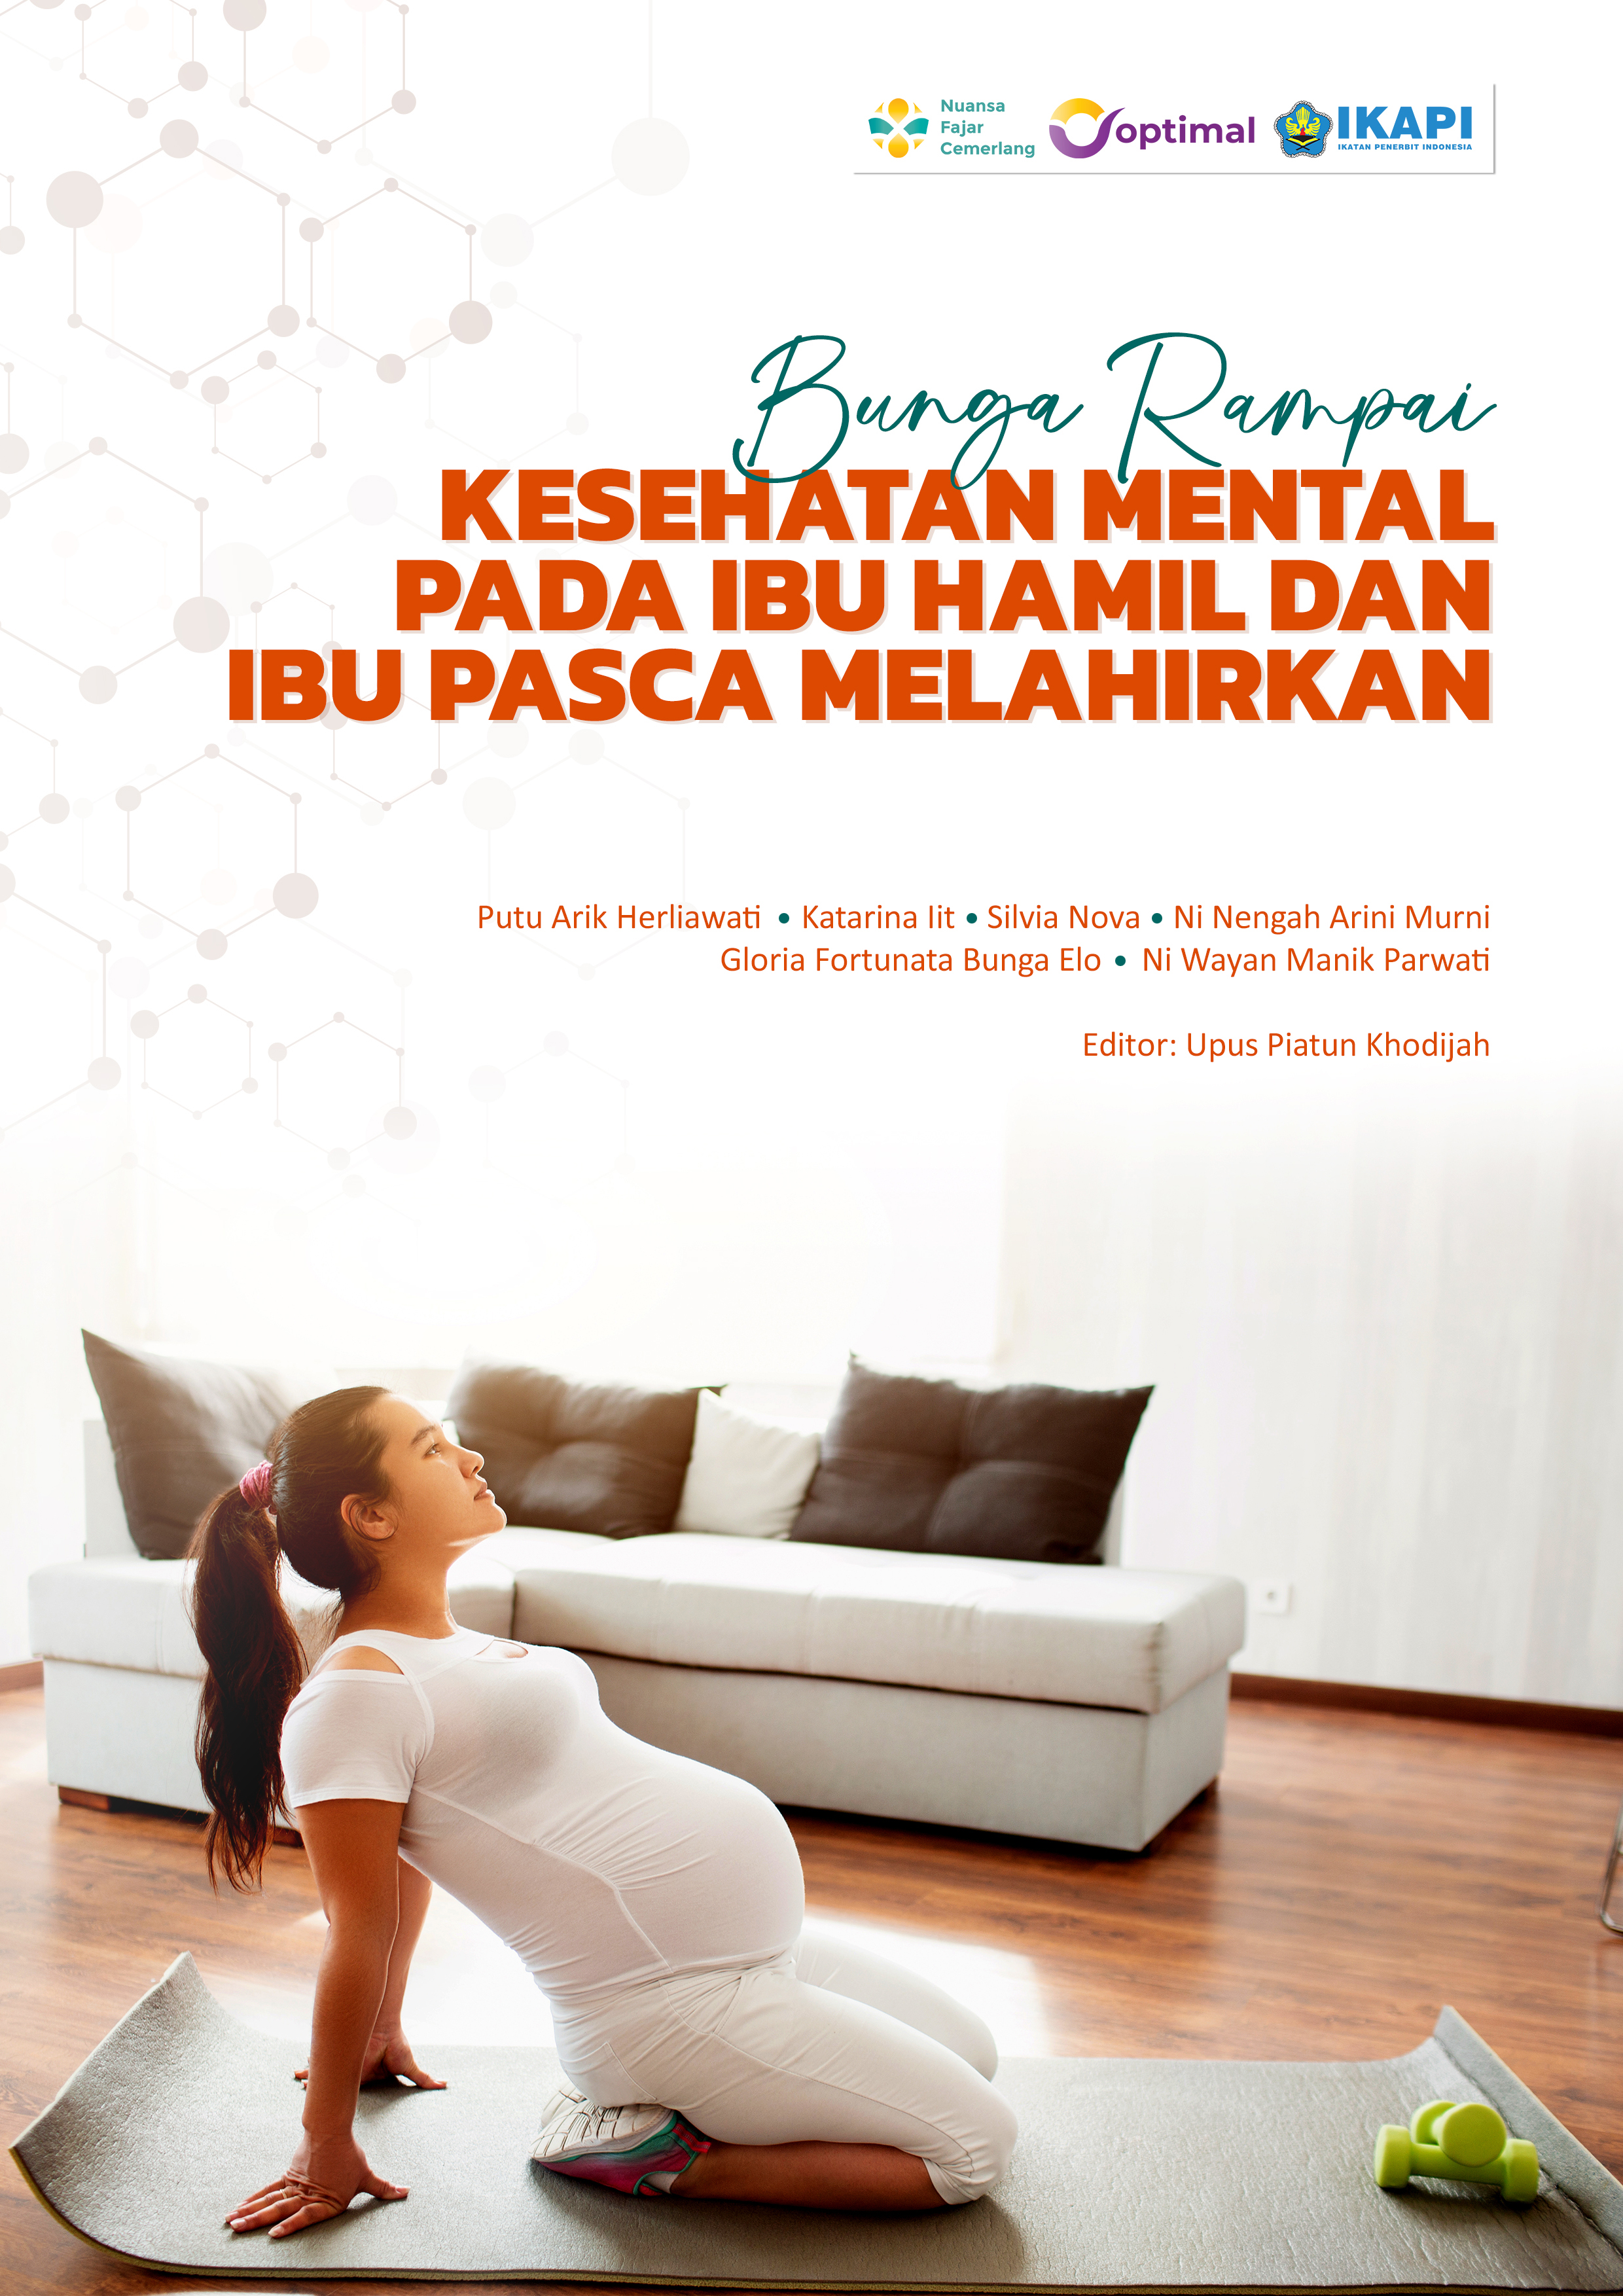 Nuansa
Fajar
Cemerlang
optimal
IKAPI
IKATAN PENERBIT INDONESIA
Bunga Rampai
KESEHATAN MENTAL
PADA IBU HAMIL DAN
IBU PASCA MELAHIRKAN
Putu Arik Herliawati • Katarina Iit • Silvia Nova • Ni Nengah Arini Murni
Gloria Fortunata Bunga Elo • Ni Wayan Manik Parwati
Editor: Upus Piatun Khodijah